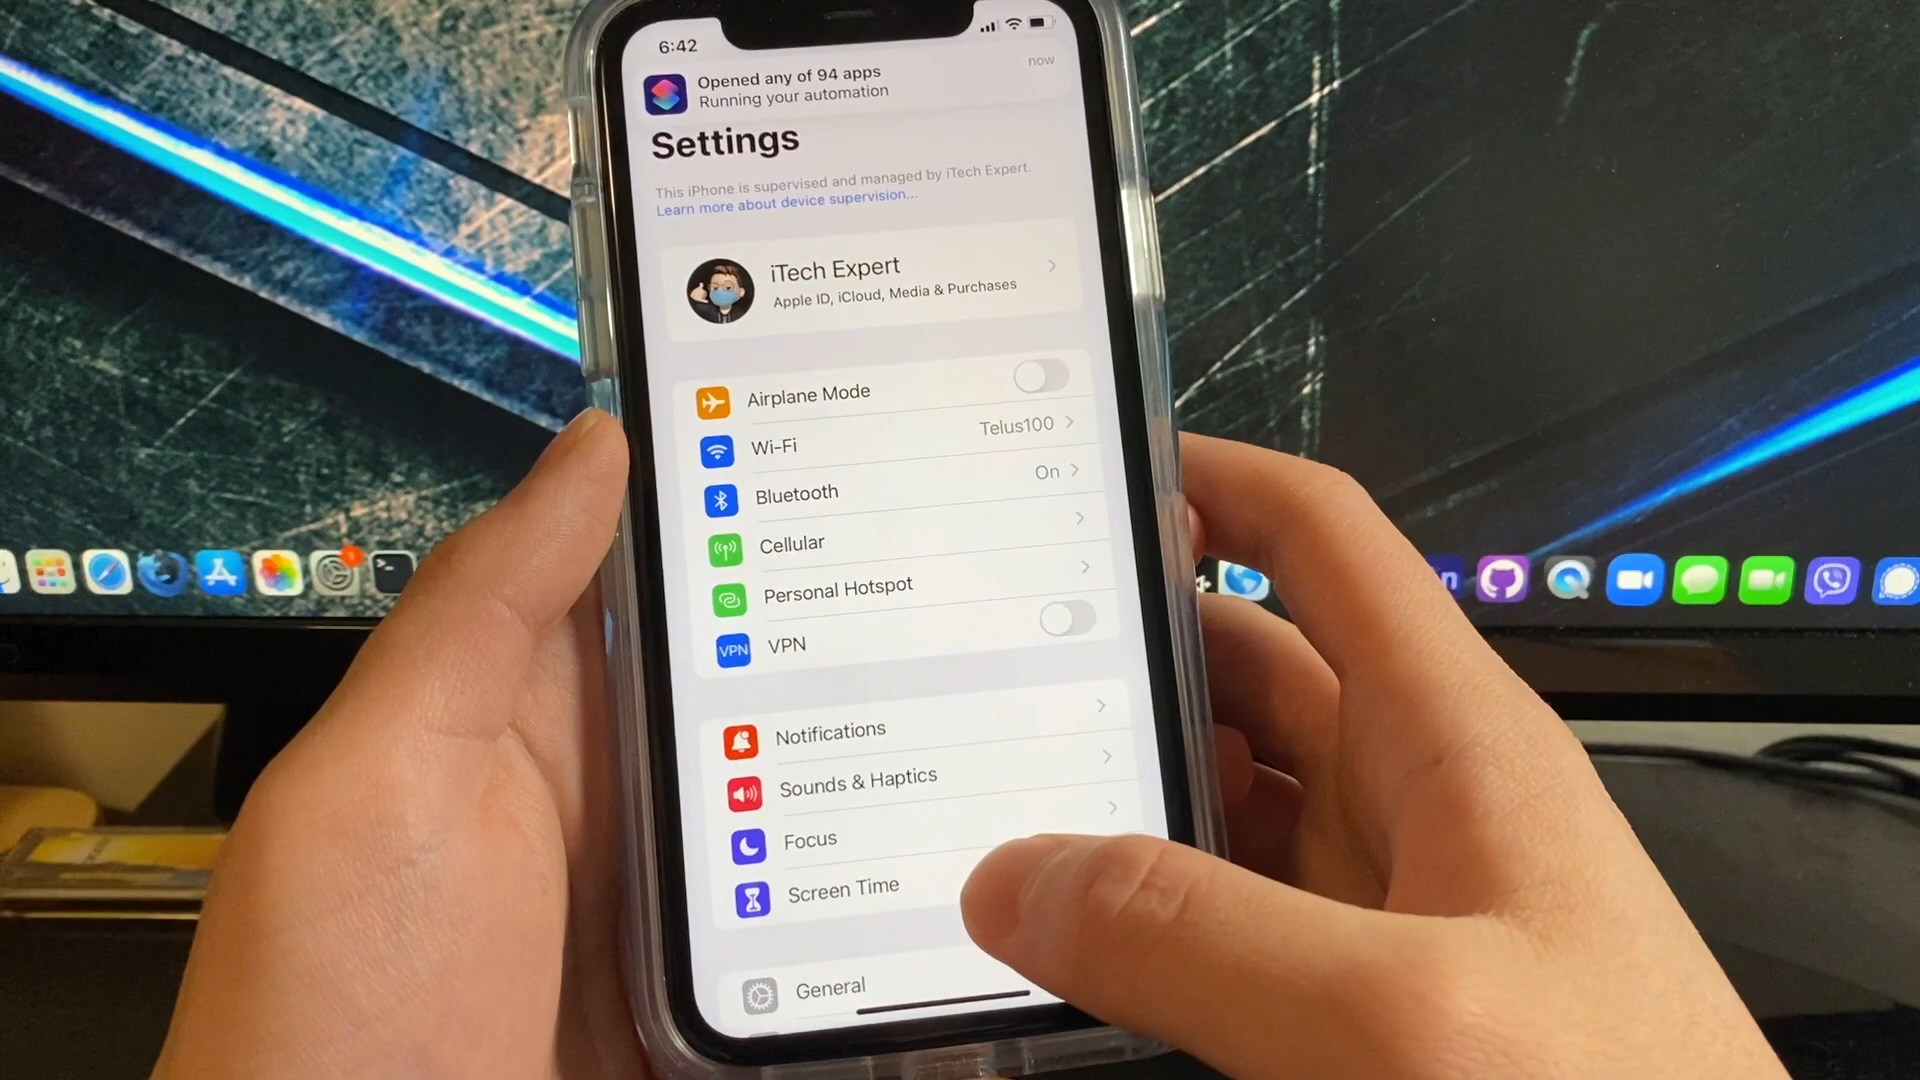 6:42
Opened any of 94 apps
now
Running your automation
Settings
This iPhone is supervised and managed by iTech Expert.
Learn more about device supervision...
iTech Expert
Apple ID, iCloud, Media & Purchases
Airplane Mode
Wi-Fi
Telus100
Bluetooth
On
Cellular
Personal Hotspot
VPN
VPN
Notifications
Sounds & Haptics
Focus
Screen Time
General